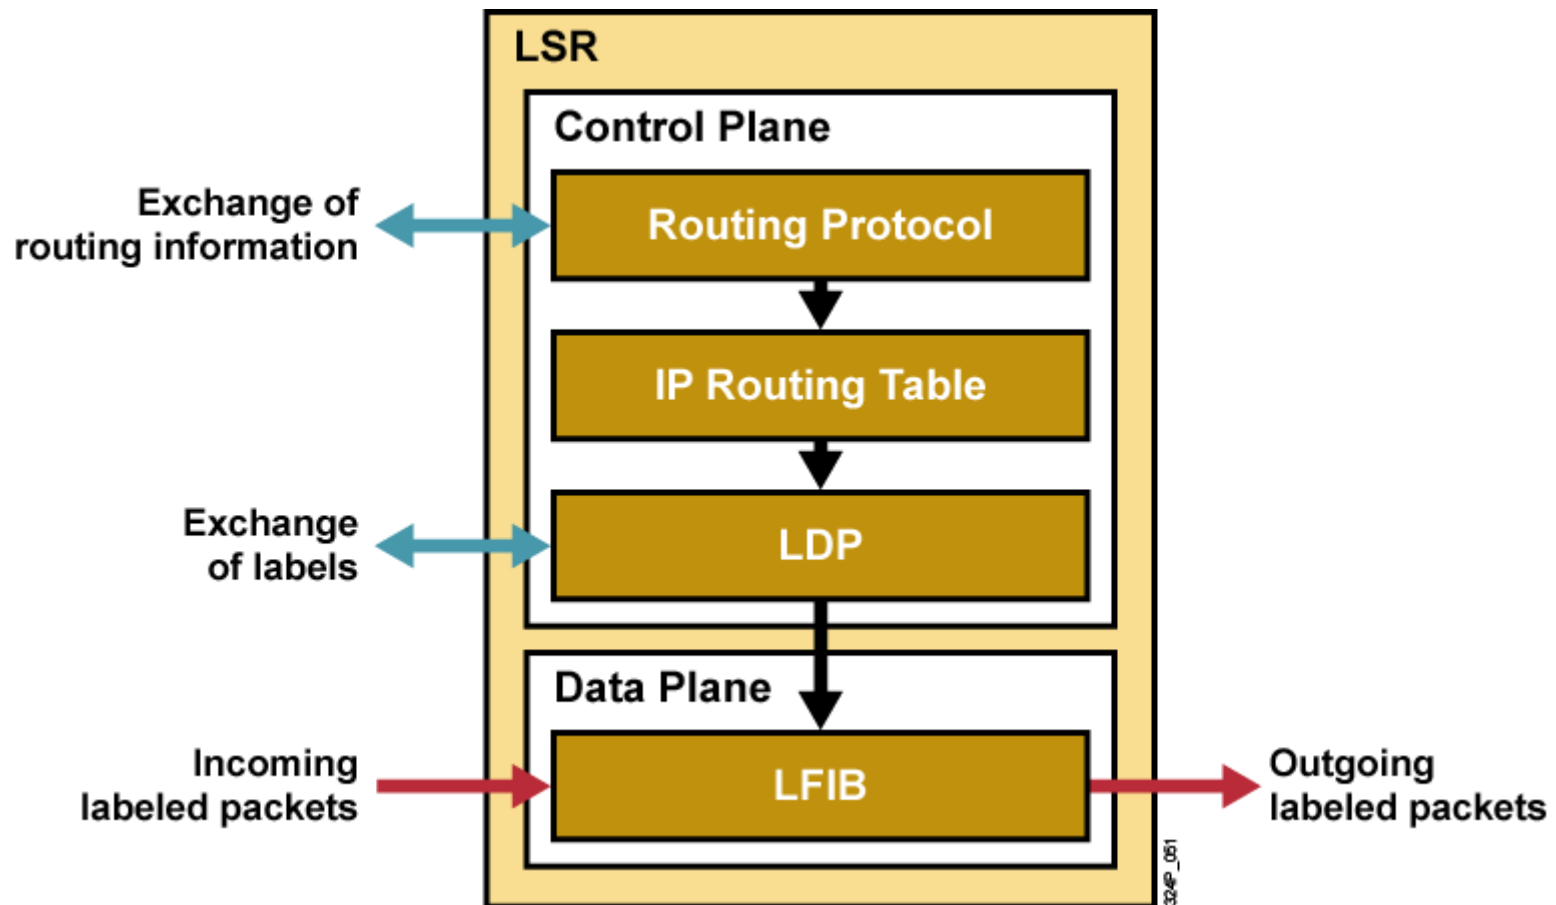 LSR
Control Plane
Exchange of
routing information
Routing Protocol
IP Routing Table
Exchange
of labels
LDP
Data Plane
Incoming
labeled packets
LFIB
Outgoing
labeled packets
324P_051